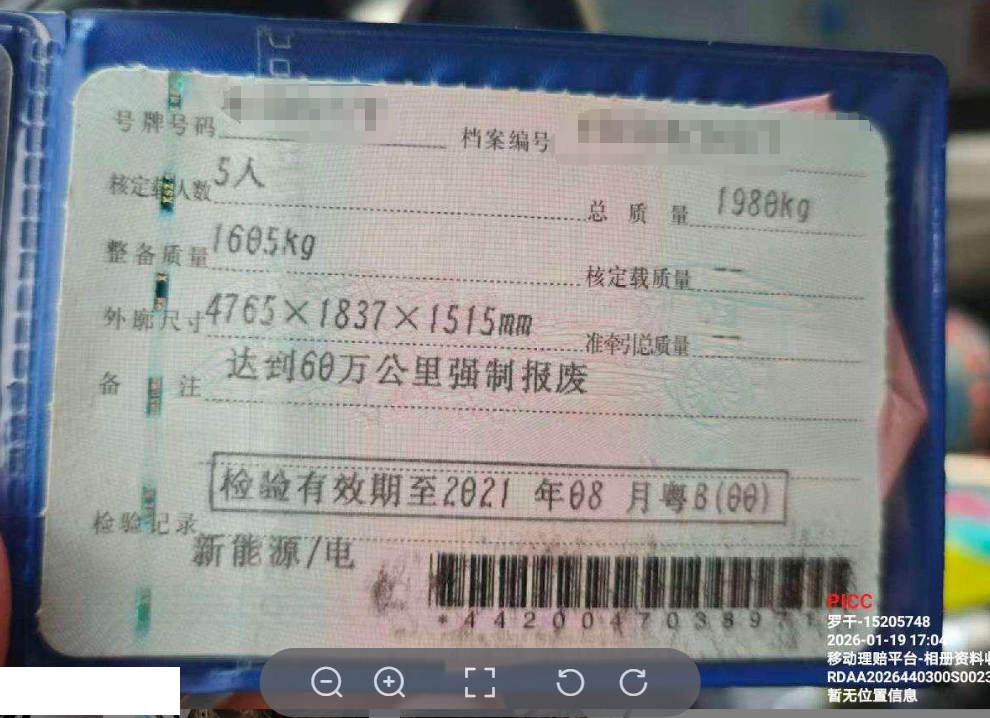 号牌号码
档案编号
核定载人数 5人
总质量 1980kg
整备质量 1605kg
核定载质量 --
外廓尺寸 4765×1837×1515mm
准牵引总质量 --
备注 达到60万公里强制报废
检验有效期至2021 年08 月粤B(00)
检验记录
新能源/电
*442004703897
PICC
罗干-15205748
2026-01-19 17:04
移动理赔平台-相册资料
RDAA2026440300S0023
暂无位置信息